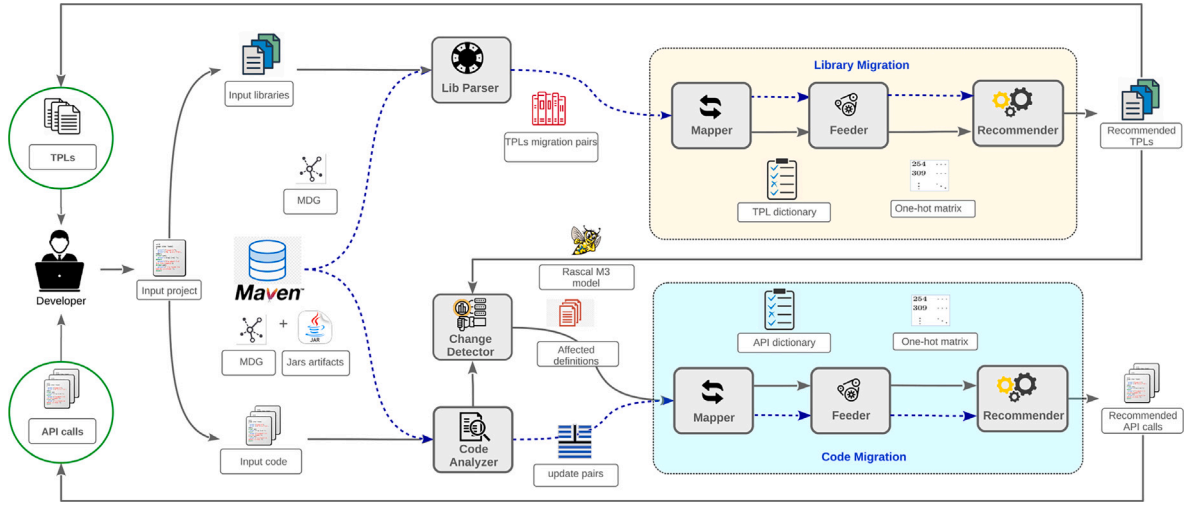 TPLs
Developer
API calls
Input project
Input libraries
MDG
Maven
+
MDG
JAR
Jars artifacts
Input code
Lib Parser
TPLs migration pairs
Library Migration
Mapper
Feeder
Recommender
TPL dictionary
254 ...
309 ...
One-hot matrix
Recommended
TPLs
Rascal M3
model
Change
Detector
Affected
definitions
Code
Analyzer
update pairs
API dictionary
254 ...
309 ...
One-hot matrix
Mapper
Feeder
Recommender
Code Migration
Recommended
API calls